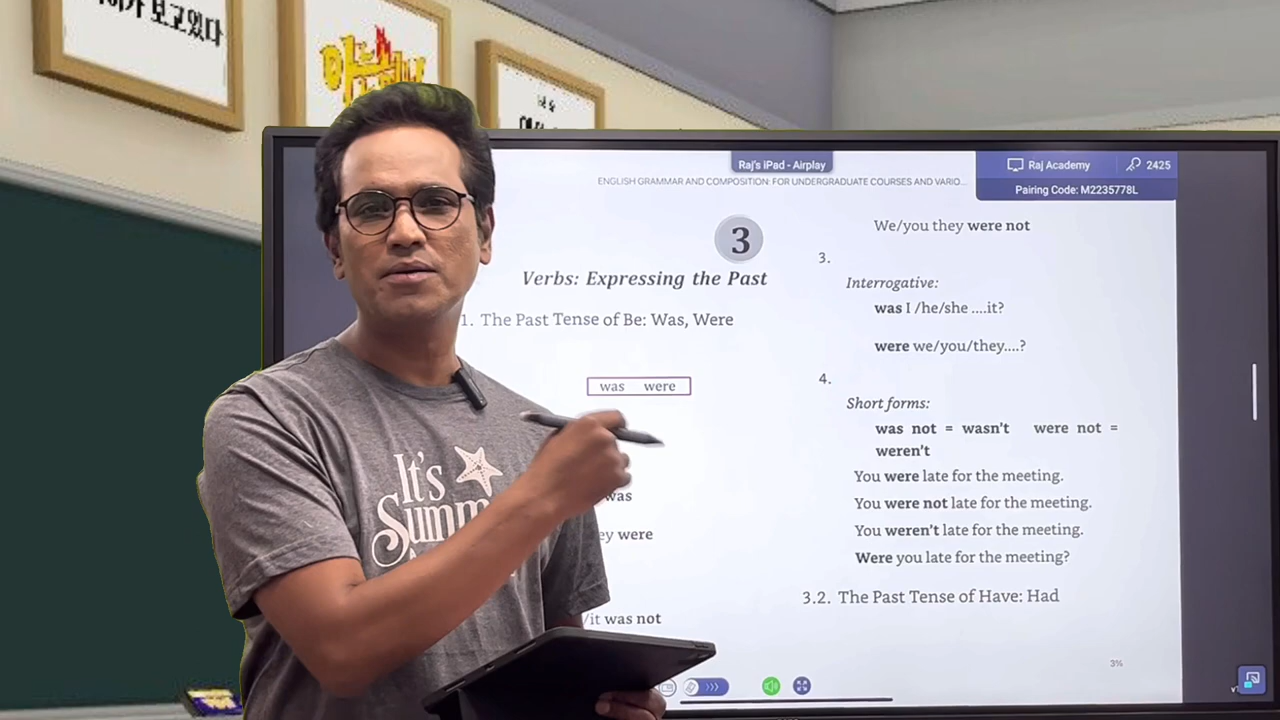 보고있다
Raj's iPad - Airplay
Raj Academy
2425
Pairing Code: M2235778L
ENGLISH GRAMMAR AND COMPOSITION: FOR UNDERGRADUATE COURSES AND VARIO...
3
Verbs: Expressing the Past
1. The Past Tense of Be: Was, Were
was were
was
ey were
/it was not
We/you they were not
3.
Interrogative:
was I /he/she ....it?
were we/you/they....?
4.
Short forms:
was not = wasn't were not =
weren't
You were late for the meeting.
You were not late for the meeting.
You weren't late for the meeting.
Were you late for the meeting?
3.2. The Past Tense of Have: Had
3%
It's
Summ